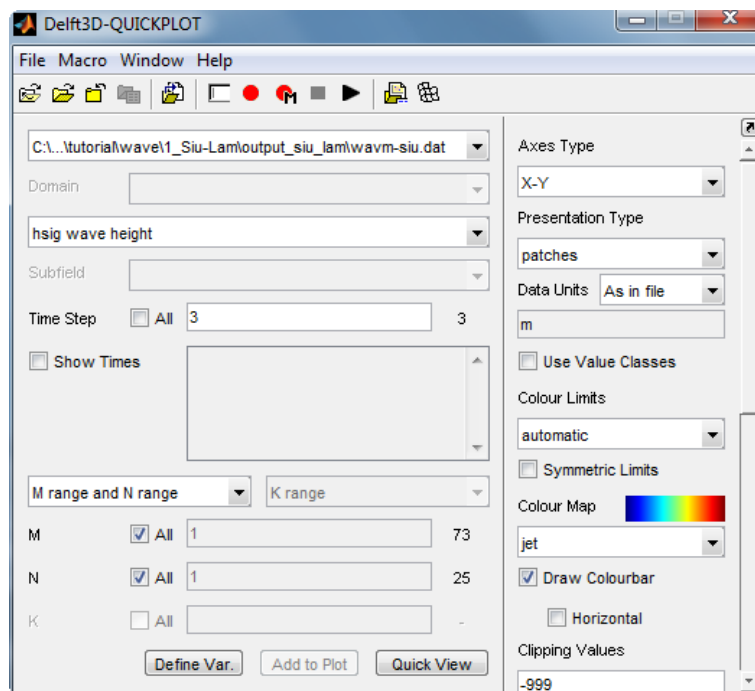 Delft3D-QUICKPLOT
File Macro Window Help
M
C:\...\tutorial\wave\1_Siu-Lam\output_siu_lam\wavm-siu.dat
Domain
hsig wave height
Subfield
Time Step All 3 3
Show Times
M range and N range K range
M All 1 73
N All 1 25
K All -
Define Var. Add to Plot Quick View
Axes Type
X-Y
Presentation Type
patches
Data Units As in file
m
Use Value Classes
Colour Limits
automatic
Symmetric Limits
Colour Map
jet
Draw Colourbar
Horizontal
Clipping Values
-999